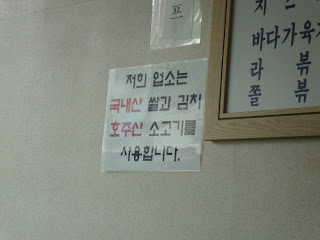 표
저희 업소는
국내산 쌀과 김치
호주산 소고기를
사용합니다.
바다가육
라 볶
쫄 볶